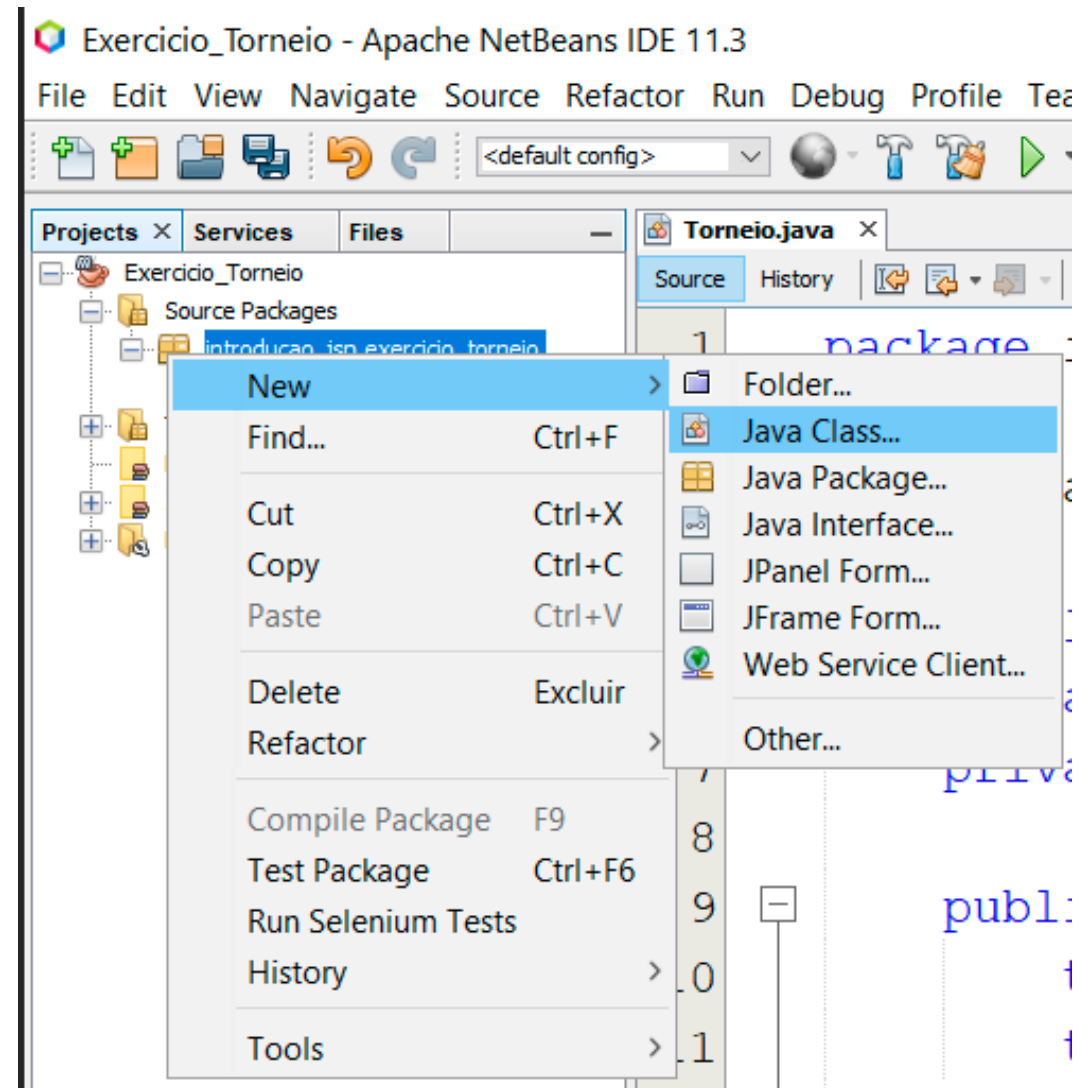 Exercicio_Torneio - Apache NetBeans IDE 11.3
File Edit View Navigate Source Refactor Run Debug Profile Tea
<default config>
Projects Services Files
Torneio.java
Exercicio_Torneio
Source History
Source Packages
introducao_jsp.exercicio_torneio
1 package
New
Find... Ctrl+F
Cut Ctrl+X
Copy Ctrl+C
Paste Ctrl+V
Delete Excluir
Refactor
Compile Package F9
Test Package Ctrl+F6
Run Selenium Tests
History
Tools
Folder...
Java Class...
Java Package...
Java Interface...
JPanel Form...
JFrame Form...
Web Service Client...
Other...
7 priva
8
9 publi
10 t
11 t